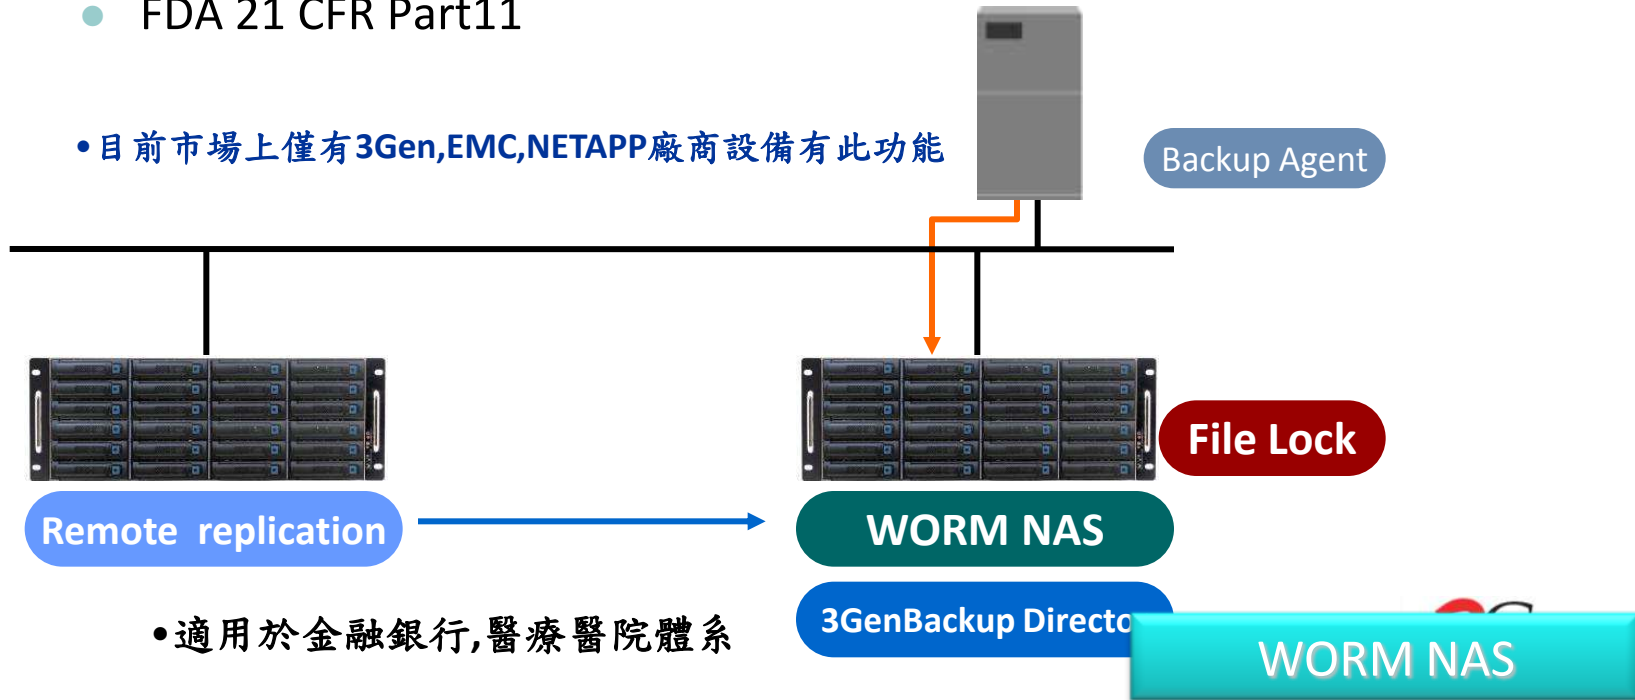 FDA 21 CFR Part11
•目前市場上僅有3Gen,EMC,NETAPP廠商設備有此功能
Backup Agent
File Lock
Remote replication
WORM NAS
3GenBackup Directo
•適用於金融銀行,醫療醫院體系
WORM NAS